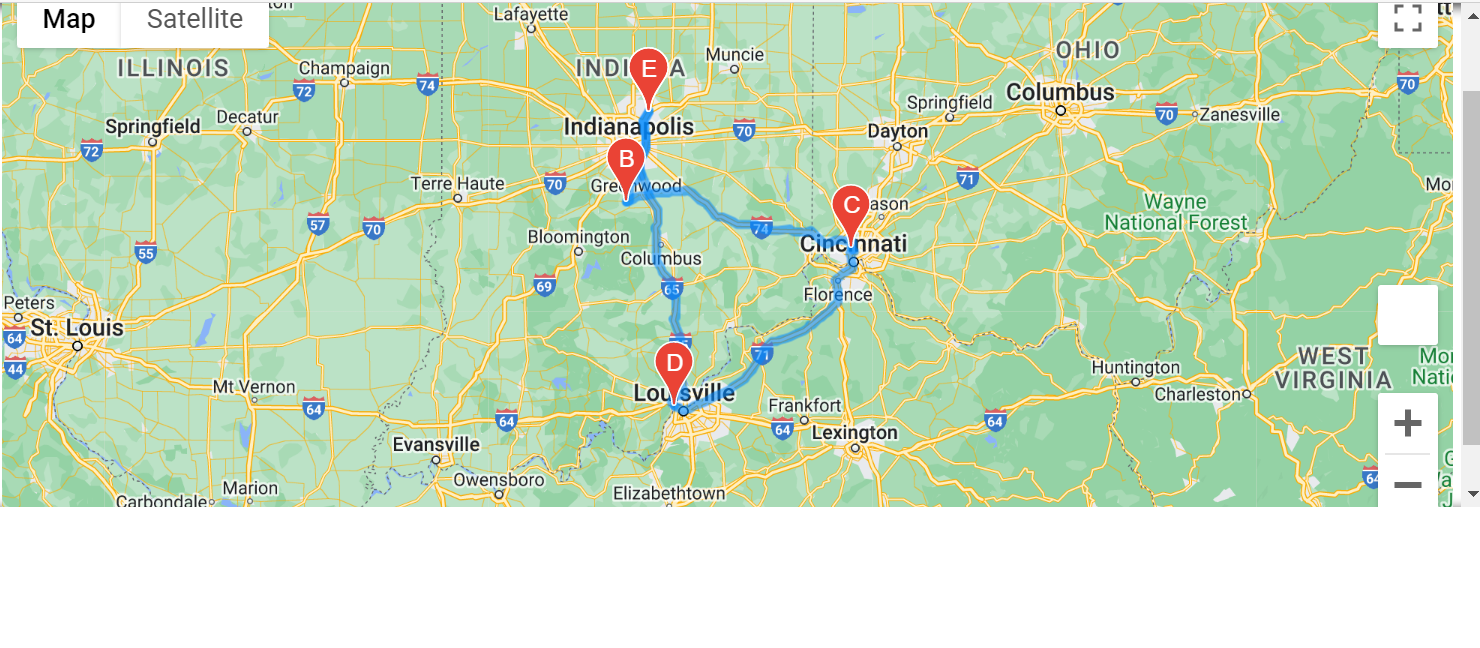 Map
Satellite
Lafayette
Muncie
OHIO
ILLINOIS
Champaign
E
72
74
70
Columbus
Springfield
Decatur
Springfield
Indianapolis
70
Dayton
70
Zanesville
72
B
71
Terre Haute
70
Greenwood
C
Wayne
National Forest
57
70
74
55
Bloomington
Cincinnati
Columbus
69
65
Florence
Peters
St. Louis
64
44
71
D
WEST
VIRGINIA
Huntington
Charleston
Mt Vernon
Louisville
64
64
Frankfort
64
64
Lexington
Evansville
Owensboro
64
Marion
Carbondale
Elizabethtown